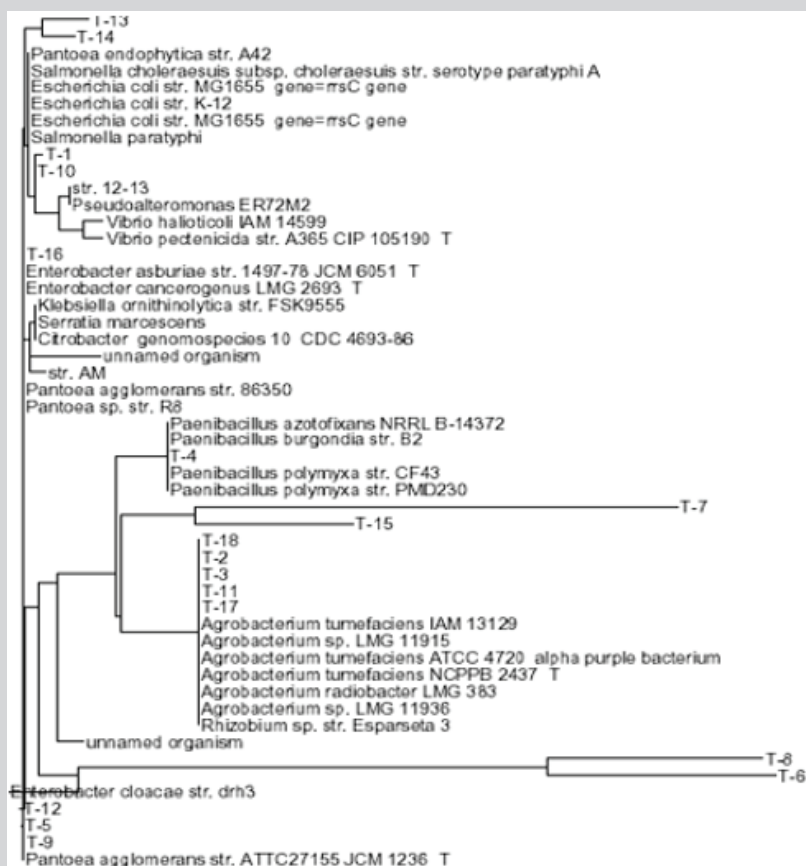 T-13
T-14
Pantoea endophytica str. A42
Salmonella choleraesuis subsp. choleraesuis str. serotype paratyphi A
Escherichia coli str. MG1655 gene=rrsC gene
Escherichia coli str. K-12
Escherichia coli str. MG1655 gene=rrsC gene
Salmonella paratyphi
T-1
T-10
str. 12-13
Pseudoalteromonas ER72M2
Vibrio halioticoli IAM 14599
Vibrio pectenicida str. A365 CIP 105190 T
T-16
Enterobacter asburiae str. 1497-78 JCM 6051 T
Enterobacter cancerogenus LMG 2693 T
Klebsiella ornithinolytica str. FSK9555
Serratia marcescens
Citrobacter genomospecies 10 CDC 4693-86
unnamed organism
str. AM
Pantoea agglomerans str. 86350
Pantoea sp. str. R8
Paenibacillus azotofixans NRRL B-14372
Paenibacillus burgondia str. B2
T-4
Paenibacillus polymyxa str. CF43
Paenibacillus polymyxa str. PMD230
T-7
T-15
T-18
T-2
T-3
T-11
T-17
Agrobacterium tumefaciens IAM 13129
Agrobacterium sp. LMG 11915
Agrobacterium tumefaciens ATCC 4720 alpha purple bacterium
Agrobacterium tumefaciens NCPPB 2437 T
Agrobacterium radiobacter LMG 383
Agrobacterium sp. LMG 11936
Rhizobium sp. str. Esparseta 3
unnamed organism
T-8
T-6
Enterobacter cloacae str. drh3
T-12
T-5
T-9
Pantoea agglomerans str. ATTC27155 JCM 1236 T